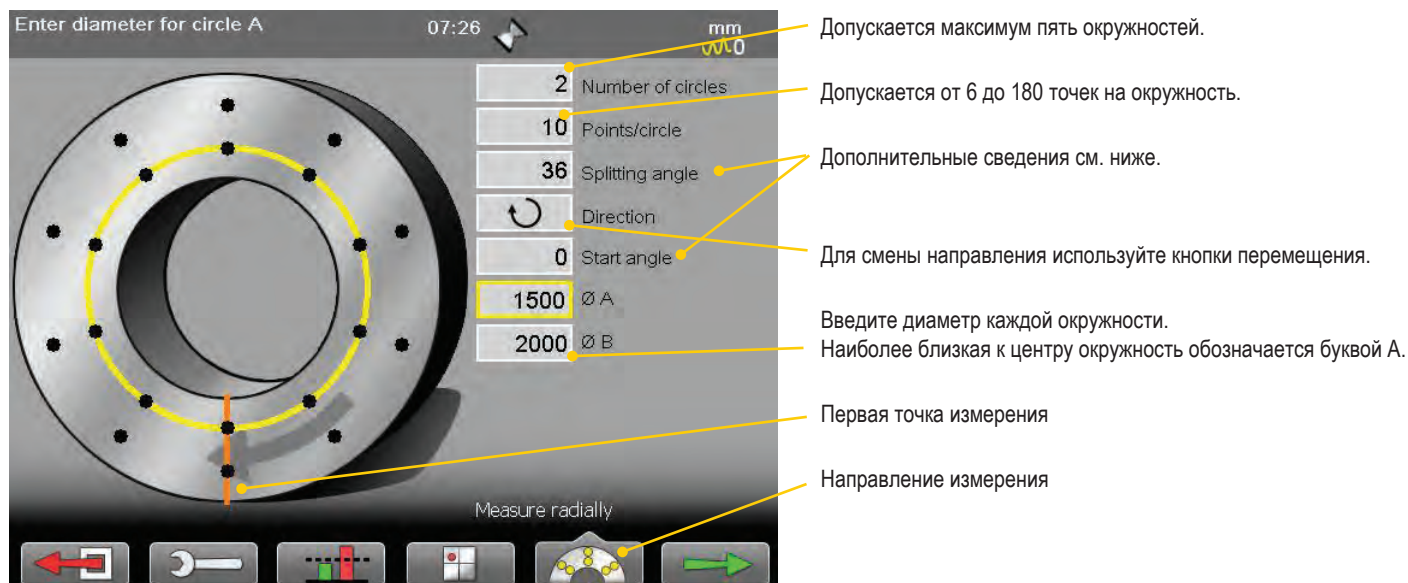 Enter diameter for circle A
07:26
mm
0
2 Number of circles
10 Points/circle
36 Splitting angle
Direction
0 Start angle
1500 Ø A
2000 Ø B
Measure radially
Допускается максимум пять окружностей.
Допускается от 6 до 180 точек на окружность.
Дополнительные сведения см. ниже.
Для смены направления используйте кнопки перемещения.
Введите диаметр каждой окружности.
Наиболее близкая к центру окружность обозначается буквой А.
Первая точка измерения
Направление измерения